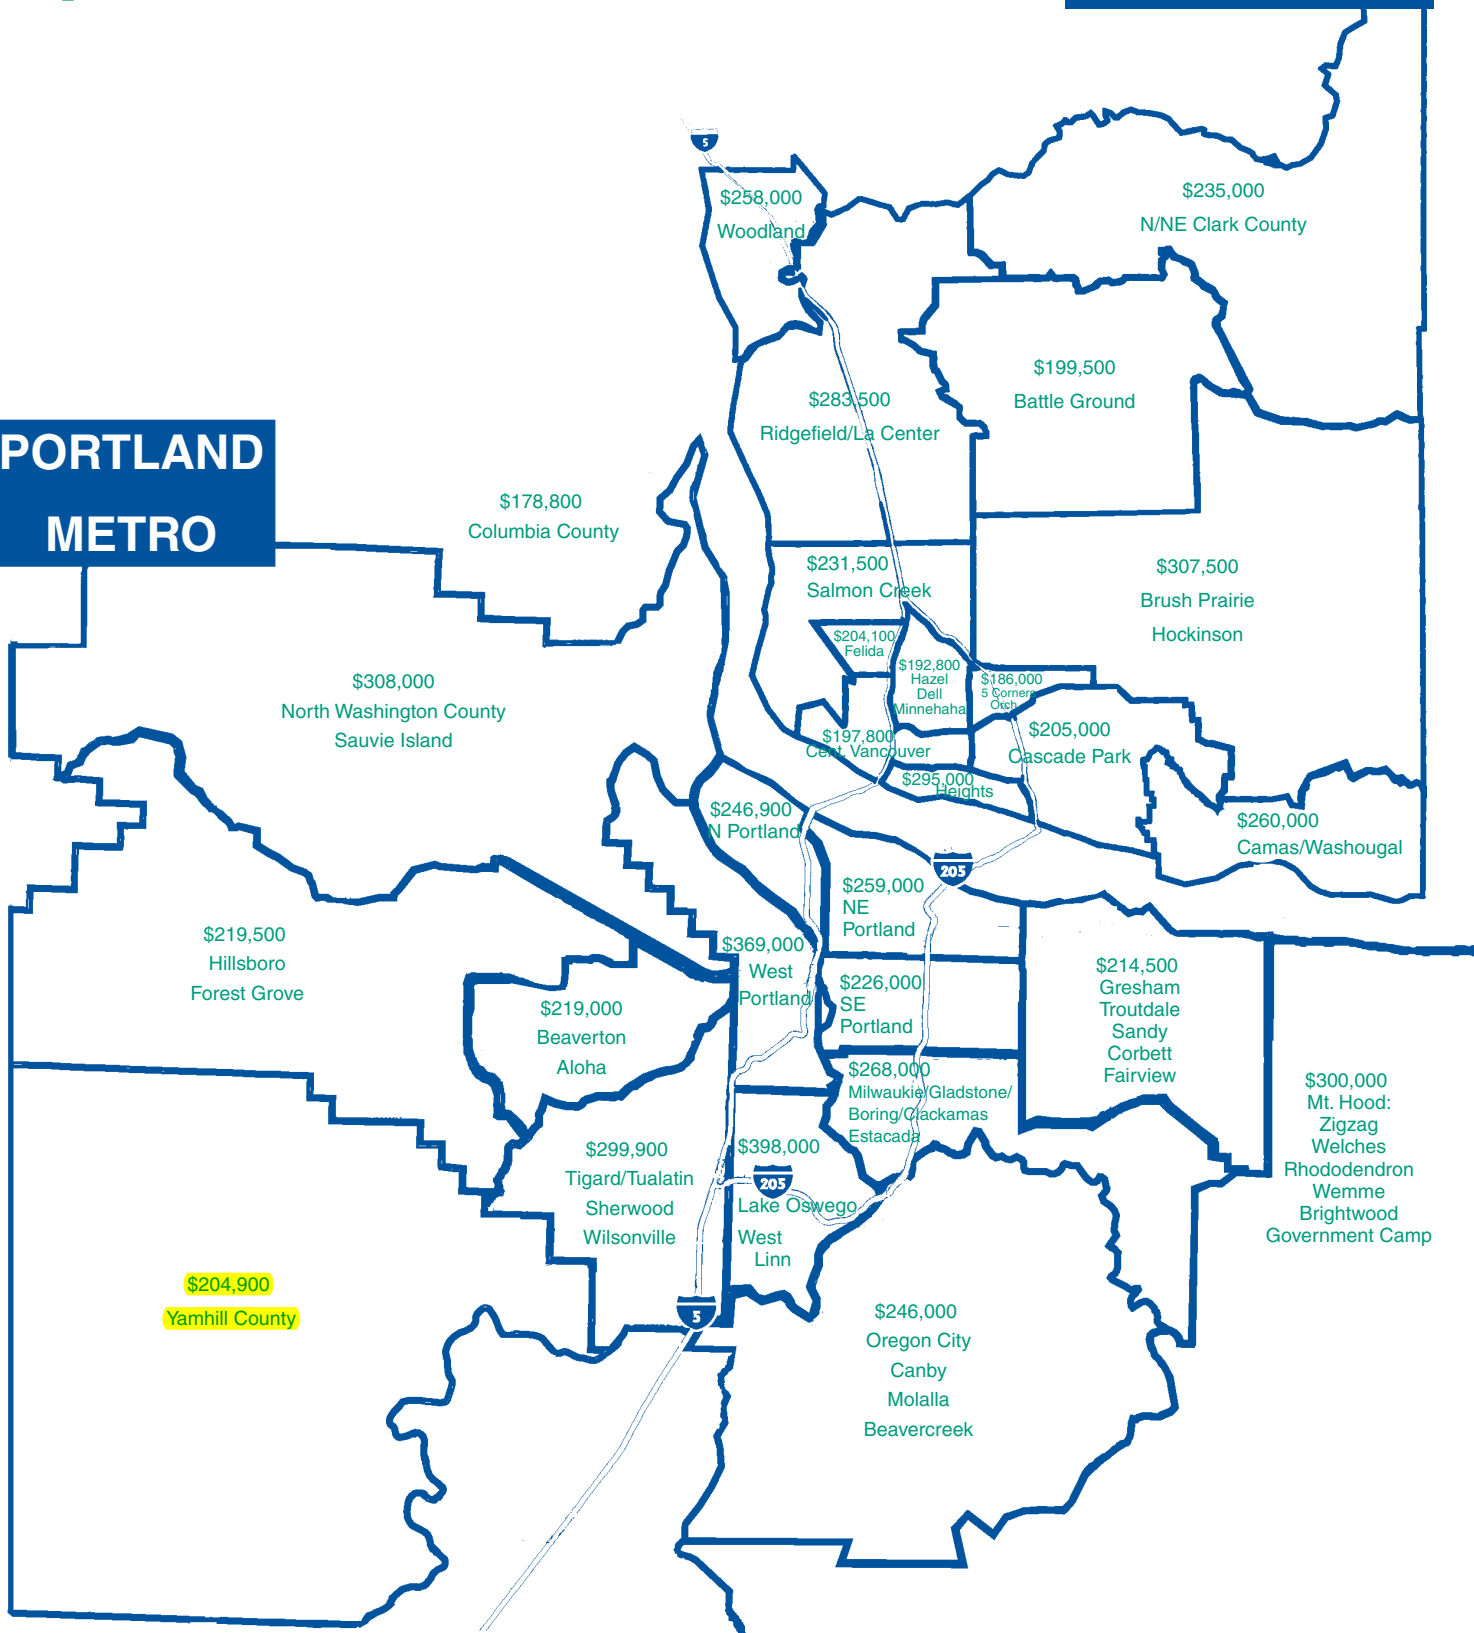 5
$258,000
Woodland
$235,000
N/NE Clark County
$199,500
Battle Ground
$283,500
Ridgefield/La Center
PORTLAND
METRO
$178,800
Columbia County
$231,500
Salmon Creek
$307,500
Brush Prairie
Hockinson
$204,100
Felida
$192,800
Hazel
Dell
Minnehaha
$186,000
5 Corners
Orch
$308,000
North Washington County
Sauvie Island
$197,800
Cent. Vancouver
$205,000
Cascade Park
$295,000
Heights
$246,900
N Portland
$260,000
Camas/Washougal
205
$259,000
NE
Portland
$219,500
Hillsboro
Forest Grove
$369,000
West
Portland
$226,000
SE
Portland
$214,500
Gresham
Troutdale
Sandy
Corbett
Fairview
$219,000
Beaverton
Aloha
$268,000
Milwaukie/Gladstone/
Boring/Clackamas
Estacada
$300,000
Mt. Hood:
Zigzag
Welches
Rhododendron
Wemme
Brightwood
Government Camp
$299,900
Tigard/Tualatin
Sherwood
Wilsonville
$398,000
205
Lake Oswego
West
Linn
$204,900
Yamhill County
5
$246,000
Oregon City
Canby
Molalla
Beavercreek